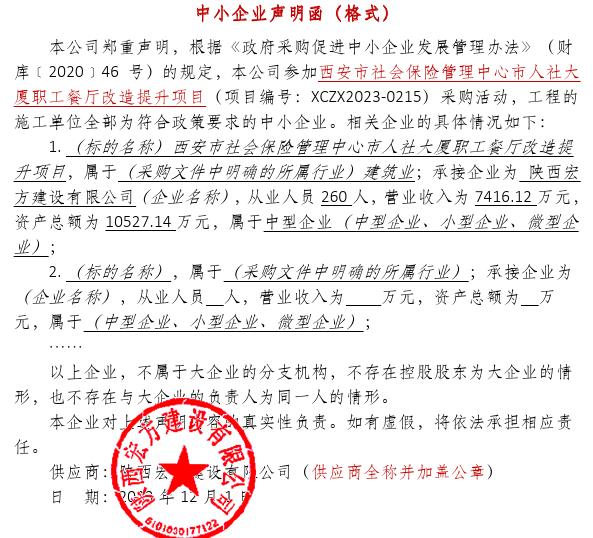 中小企业声明函（格式）
本公司郑重声明，根据《政府采购促进中小企业发展管理办法》（财
库﹝2020﹞46 号）的规定，本公司参加西安市社会保险管理中心市人社大
厦职工餐厅改造提升项目（项目编号：XCZX2023-0215）采购活动，工程的
施工单位全部为符合政策要求的中小企业。相关企业的具体情况如下：
1. （标的名称）西安市社会保险管理中心市人社大厦职工餐厅改造提
升项目，属于（采购文件中明确的所属行业）建筑业；承接企业为 陕西宏
方建设有限公司（企业名称），从业人员 260 人，营业收入为 7416.12 万元，
资产总额为 10527.14 万元，属于中型企业（中型企业、小型企业、微型企
业）；
2. （标的名称），属于（采购文件中明确的所属行业）；承接企业为
（企业名称），从业人员__人，营业收入为____万元，资产总额为__万
元，属于（中型企业、小型企业、微型企业）；
……
以上企业，不属于大企业的分支机构，不存在控股股东为大企业的情
形，也不存在与大企业的负责人为同一人的情形。
本企业对上述声明内容的真实性负责。如有虚假，将依法承担相应责
任。
供应商：陕西宏方建设有限公司（供应商全称并加盖公章）
日 期：2023年12月1日
陕西宏方建设有限公司
6101030177122